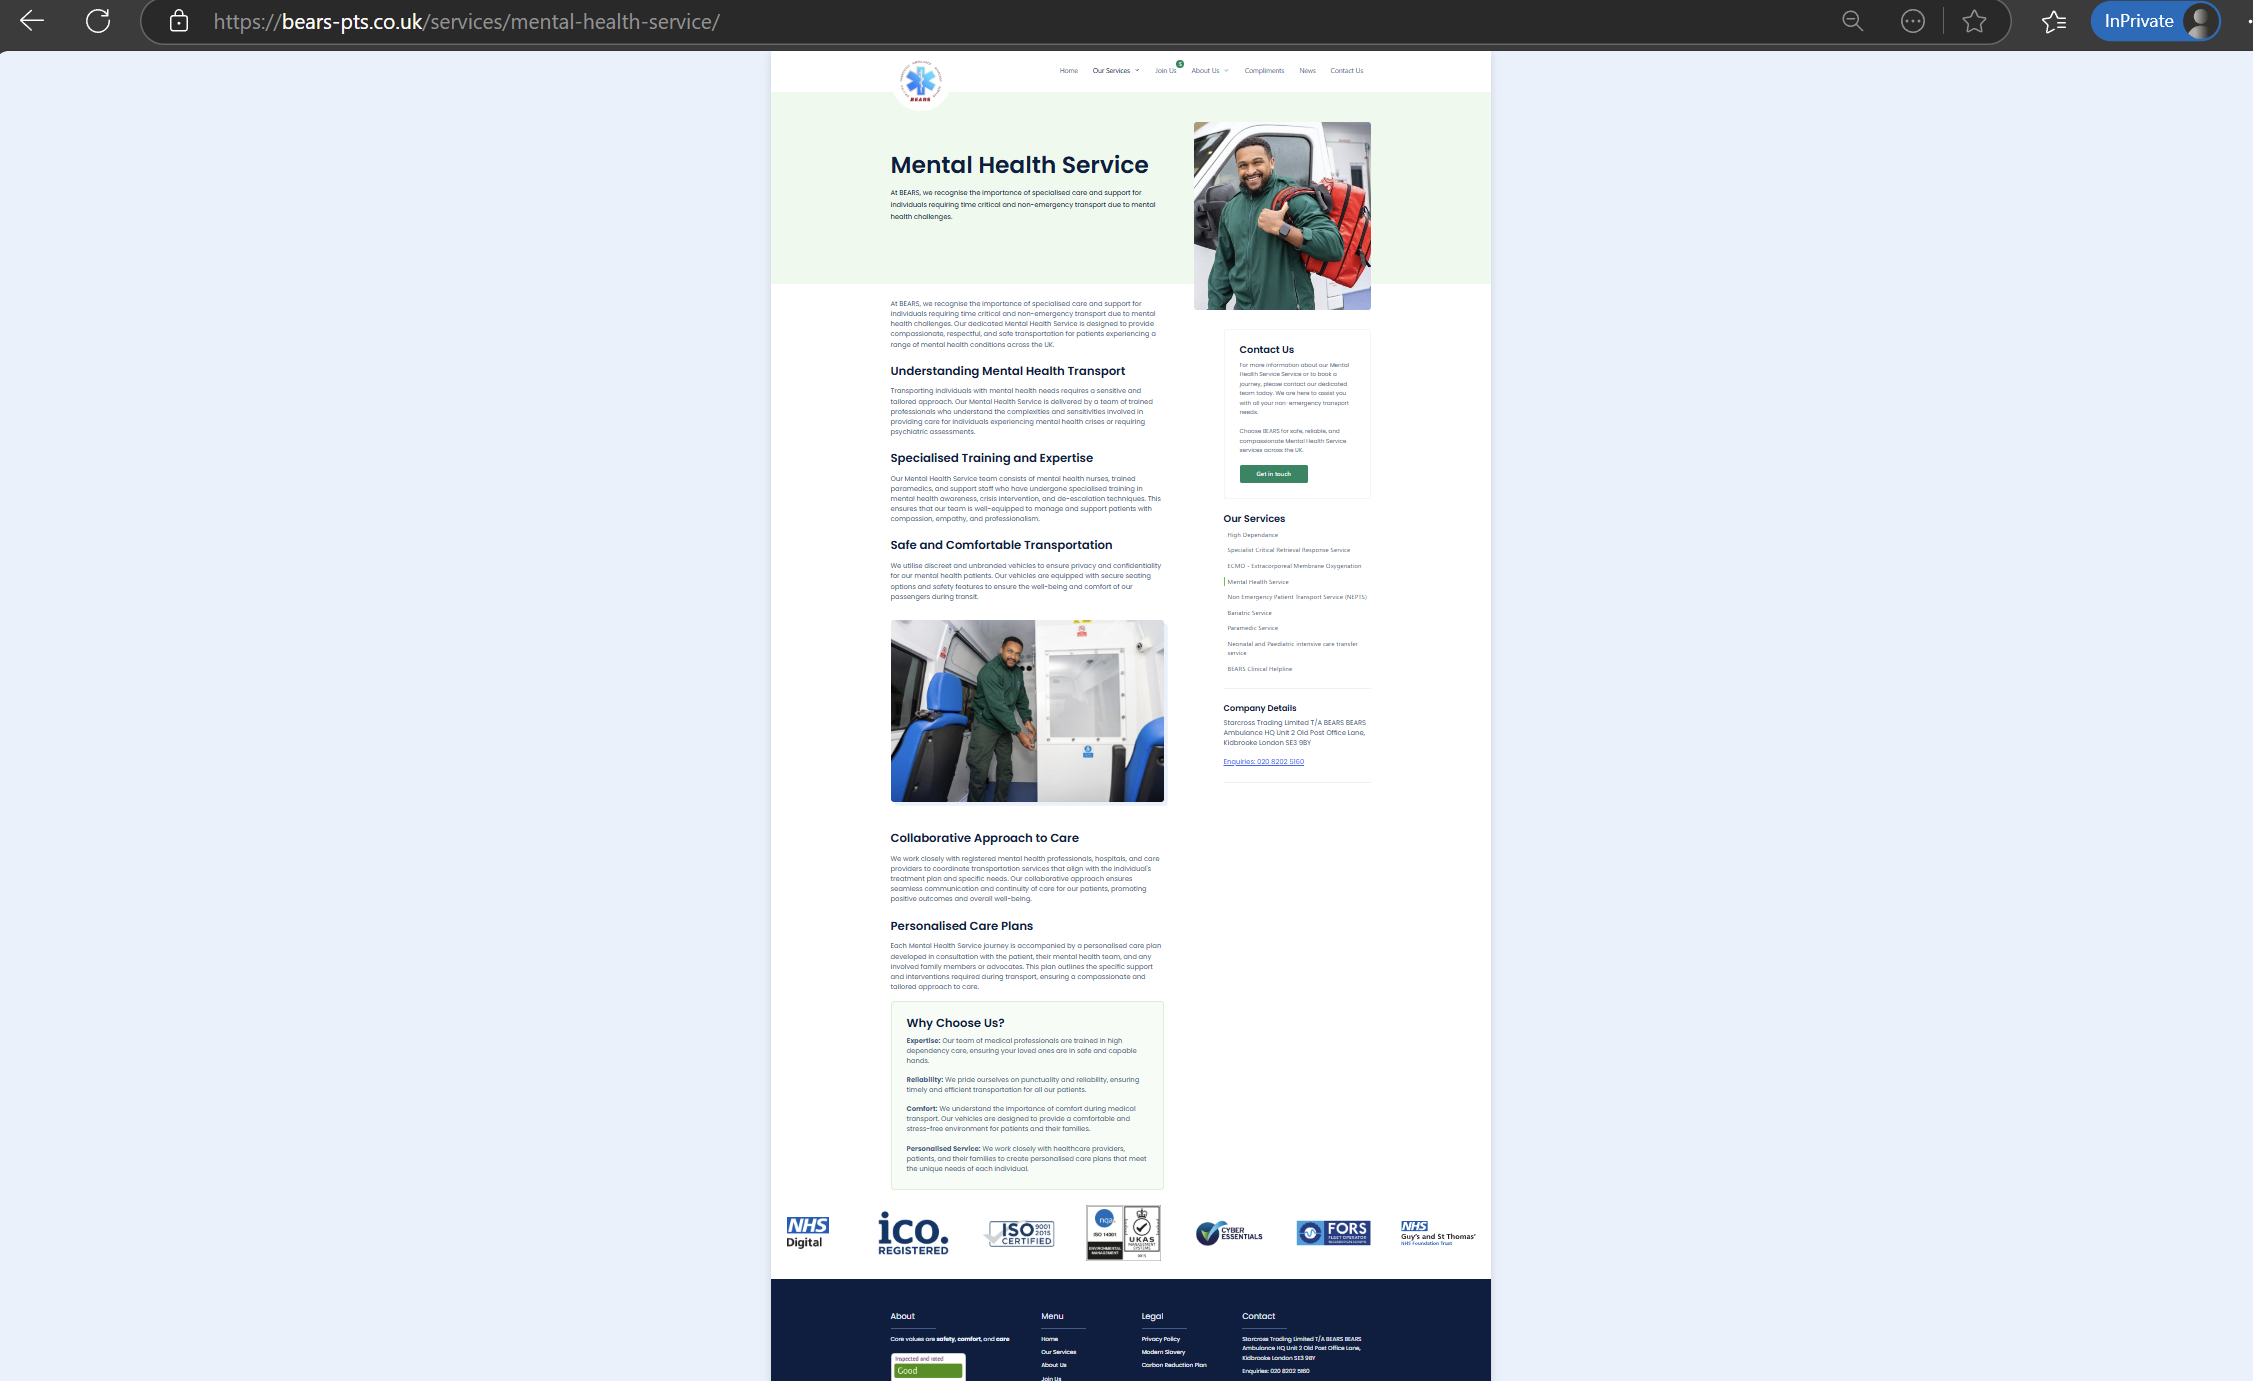 https://bears-pts.co.uk/services/mental-health-service/
InPrivate
BEARS
Home
Our Services
Join Us
5
About Us
Compliments
News
Contact Us
Mental Health Service
At BEARS, we recognise the importance of specialised care and support for
individuals requiring time critical and non-emergency transport due to mental
health challenges.
At BEARS, we recognise the importance of specialised care and support for
individuals requiring time critical and non-emergency transport due to mental
health challenges. Our dedicated Mental Health Service is designed to provide
compassionate, respectful, and safe transportation for patients experiencing a
range of mental health conditions across the UK.
Understanding Mental Health Transport
Transporting individuals with mental health needs requires a sensitive and
tailored approach. Our Mental Health Service is delivered by a team of trained
professionals who understand the complexities and sensitivities involved in
providing care for individuals experiencing mental health crises or requiring
psychiatric assessments.
Specialised Training and Expertise
Our Mental Health Service team consists of mental health nurses, trained
paramedics, and support staff who have undergone specialised training in
mental health awareness, crisis intervention, and de-escalation techniques. This
ensures that our team is well-equipped to manage and support patients with
compassion, empathy, and professionalism.
Safe and Comfortable Transportation
We utilise discreet and unbranded vehicles to ensure privacy and confidentiality
for our mental health patients. Our vehicles are equipped with secure seating
options and safety features to ensure the well-being and comfort of our
passengers during transit.
Collaborative Approach to Care
We work closely with registered mental health professionals, hospitals, and care
providers to coordinate transportation services that align with the individual's
treatment plan and specific needs. Our collaborative approach ensures
seamless communication and continuity of care for our patients, promoting
positive outcomes and overall well-being.
Personalised Care Plans
Each Mental Health Service journey is accompanied by a personalised care plan
developed in consultation with the patient, their mental health team, and any
involved family members or advocates. This plan outlines the specific support
and interventions required during transport, ensuring a compassionate and
tailored approach to care.
Why Choose Us?
Expertise: Our team of medical professionals are trained in high
dependency care, ensuring your loved ones are in safe and capable
hands.
Reliability: We pride ourselves on punctuality and reliability, ensuring
timely and efficient transportation for all our patients.
Comfort: We understand the importance of comfort during medical
transport. Our vehicles are designed to provide a comfortable and
stress-free environment for patients and their families.
Personalised Service: We work closely with healthcare providers,
patients, and their families to create personalised care plans that meet
the unique needs of each individual.
Contact Us
For more information about our Mental
Health Service Service or to book a
journey, please contact our dedicated
team today. We are here to assist you
with all your non-emergency transport
needs.
Choose BEARS for safe, reliable, and
compassionate Mental Health Service
services across the UK.
Get in touch
Our Services
High Dependance
Specialist Critical Retrieval Response Service
ECMO - Extracorporeal Membrane Oxygenation
Mental Health Service
Non Emergency Patient Transport Service (NEPTS)
Bariatric Service
Paramedic Service
Neonatal and Paediatric intensive care transfer
service
BEARS Clinical Helpline
Company Details
Starcross Trading Limited T/A BEARS BEARS
Ambulance HQ Unit 2 Old Post Office Lane,
Kidbrooke London SE3 9BY
Enquiries: 020 8202 5160
NHS
Digital
ico.
REGISTERED
ISO 9001
2015
CERTIFIED
nqa
ISO 14001
ENVIRONMENTAL
MANAGEMENT
UKAS
MANAGEMENT
SYSTEMS
0015
CYBER
ESSENTIALS
FORS
FLEET OPERATOR
NHS
Guy's and St Thomas'
NHS Foundation Trust
About
Core values are safety, comfort, and care
Inspected and rated
Good
Menu
Home
Our Services
About Us
Join Us
Legal
Privacy Policy
Modern Slavery
Carbon Reduction Plan
Contact
Starcross Trading Limited T/A BEARS BEARS
Ambulance HQ Unit 2 Old Post Office Lane,
Kidbrooke London SE3 9BY
Enquiries: 020 8202 5160